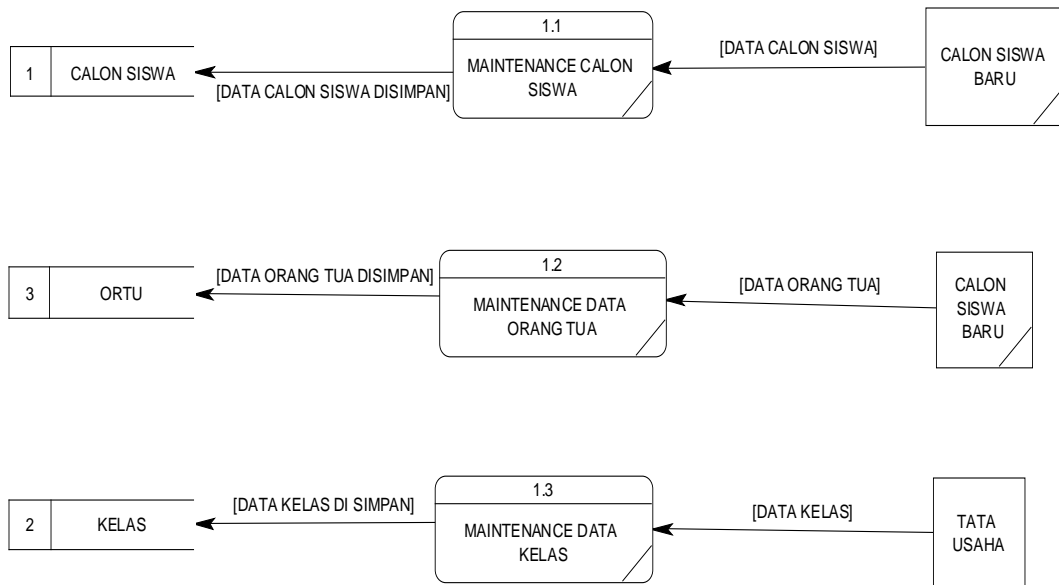 1.1
1
CALON SISWA
[DATA CALON SISWA DISIMPAN]
MAINTENANCE CALON
SISWA
[DATA CALON SISWA]
CALON SISWA
BARU
1.2
3
ORTU
[DATA ORANG TUA DISIMPAN]
MAINTENANCE DATA
ORANG TUA
[DATA ORANG TUA]
CALON
SISWA
BARU
1.3
2
KELAS
[DATA KELAS DI SIMPAN]
MAINTENANCE DATA
KELAS
[DATA KELAS]
TATA
USAHA